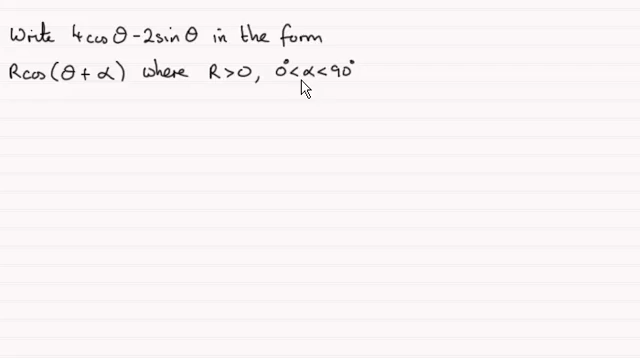 Write 4cosθ-2sinθ in the form
Rcos(θ+α) where R>0, 0°<α<90°